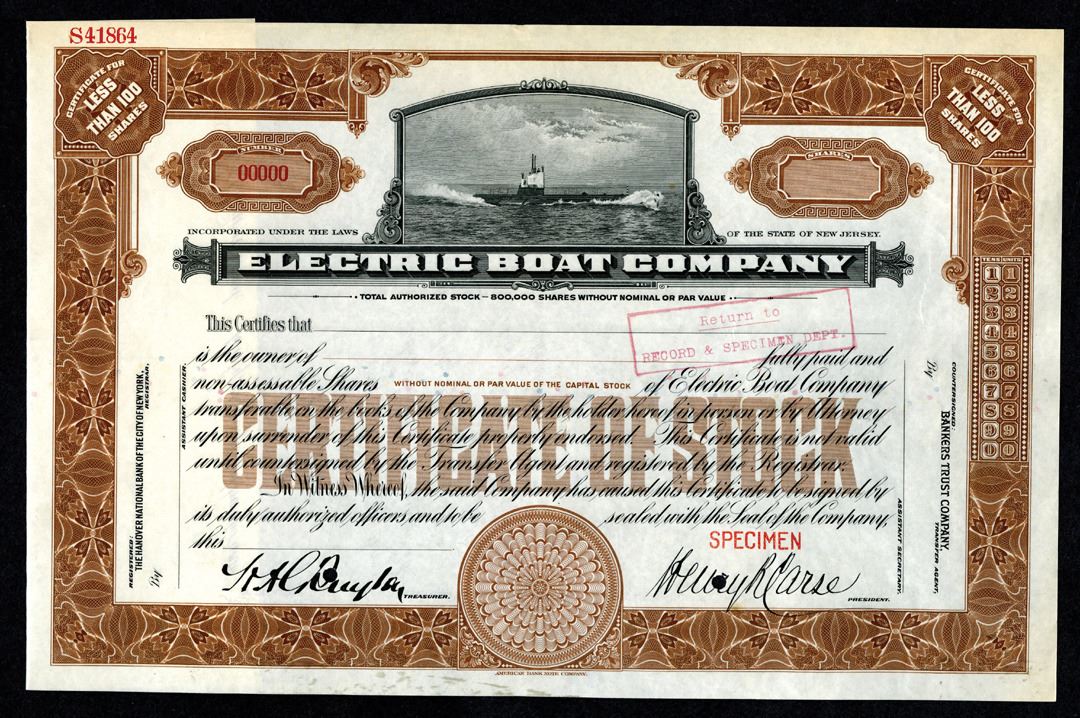 S41864
CERTIFICATE FOR
LESS
THAN 100
SHARES
CERTIFICATE FOR
LESS
THAN 100
SHARES
NUMBER
00000
SHARES
INCORPORATED UNDER THE LAWS
OF THE STATE OF NEW JERSEY.
ELECTRIC BOAT COMPANY
TOTAL AUTHORIZED STOCK — 800,000 SHARES WITHOUT NOMINAL OR PAR VALUE
Return to
RECORD & SPECIMEN DEPT.
This Certifies that
is the owner of fully paid and
non-assessable Shares WITHOUT NOMINAL OR PAR VALUE OF THE CAPITAL STOCK of Electric Boat Company
transferable on the books of the Company by the holder hereof in person or by Attorney
upon surrender of this Certificate properly endorsed. This Certificate is not valid
until countersigned by the Transfer Agent and registered by the Registrar.
CERTIFICATE OF STOCK
In Witness Whereof, the said Company has caused this Certificate to be signed by
its duly authorized officers and to be sealed with the Seal of the Company,
this
SPECIMEN
TREASURER.
Henry R Carse
PRESIDENT.
REGISTERED:
THE HANOVER NATIONAL BANK OF THE CITY OF NEW YORK,
REGISTRAR.
By
ASSISTANT CASHIER.
COUNTERSIGNED:
BANKERS TRUST COMPANY,
TRANSFER AGENT,
By
ASSISTANT SECRETARY.
TENS UNITS
1 1
2 2
3 3
4 4
5 5
6 6
7 7
8 8
9 9
0 0
AMERICAN BANK NOTE COMPANY.